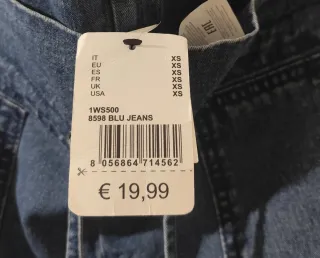 IT XS
EU XS
ES XS
FR XS
UK XS
USA XS
1WS500
8598 BLU JEANS
8 056864 714562
€ 19,99